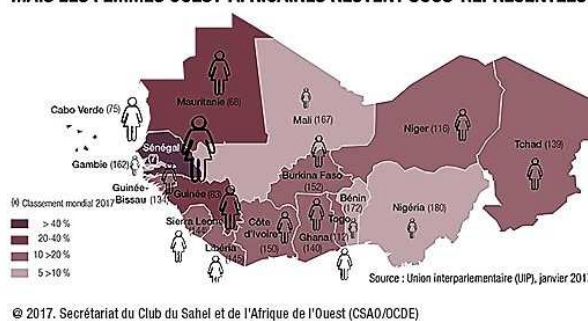 MAIS LES FEMMES OUEST-AFRICAINES RESTENT SOUS-REPRÉSENTÉES
Mauritanie (68)
Cabo Verde (75)
Mali (167)
Niger (116)
Tchad (139)
Sénégal
Gambie (162)
Guinée-
Bissau (134)
Guinée (83)
Burkina Faso
(152)
Bénin
(172)
Nigéria (180)
Sierra Leone
(144)
Libéria
(145)
Côte
d'Ivoire
(150)
Ghana
(140)
Togo
(112)
(x) Classement mondial 2017
> 40 %
20-40 %
10 >20 %
5 >10 %
Source : Union interparlementaire (UIP), janvier 2017
© 2017. Secrétariat du Club du Sahel et de l'Afrique de l'Ouest (CSAO/OCDE)